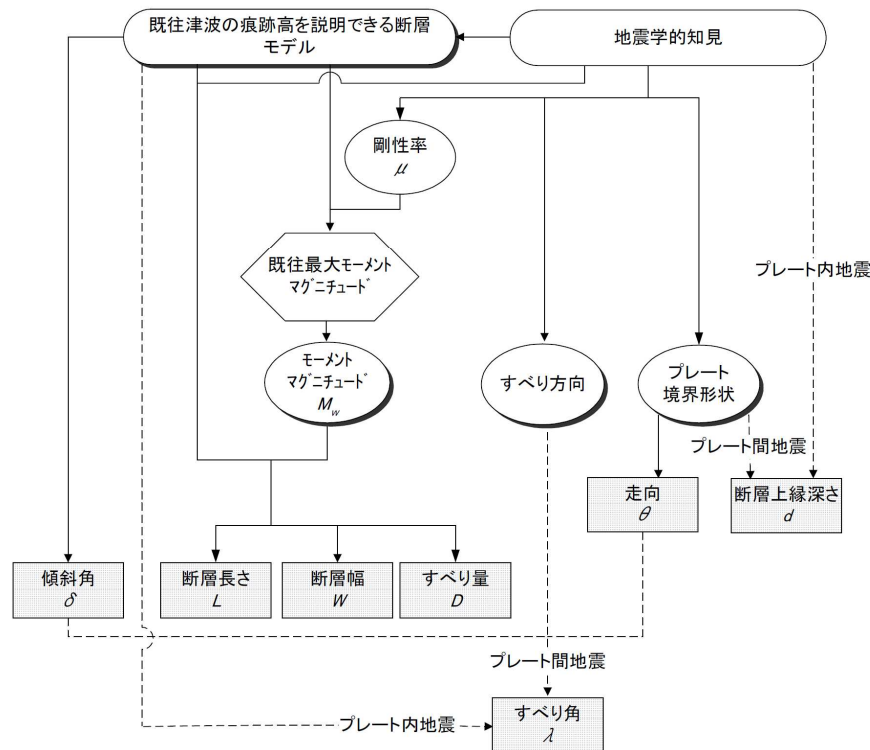 既往津波の痕跡高を説明できる断層
モデル
地震学的知見
剛性率
μ
既往最大モーメント
マグニチュード
プレート内地震
モーメント
マグニチュード
Mw
すべり方向
プレート
境界形状
プレート間地震
走向
θ
断層上縁深さ
d
傾斜角
δ
断層長さ
L
断層幅
W
すべり量
D
プレート間地震
プレート内地震
すべり角
λ